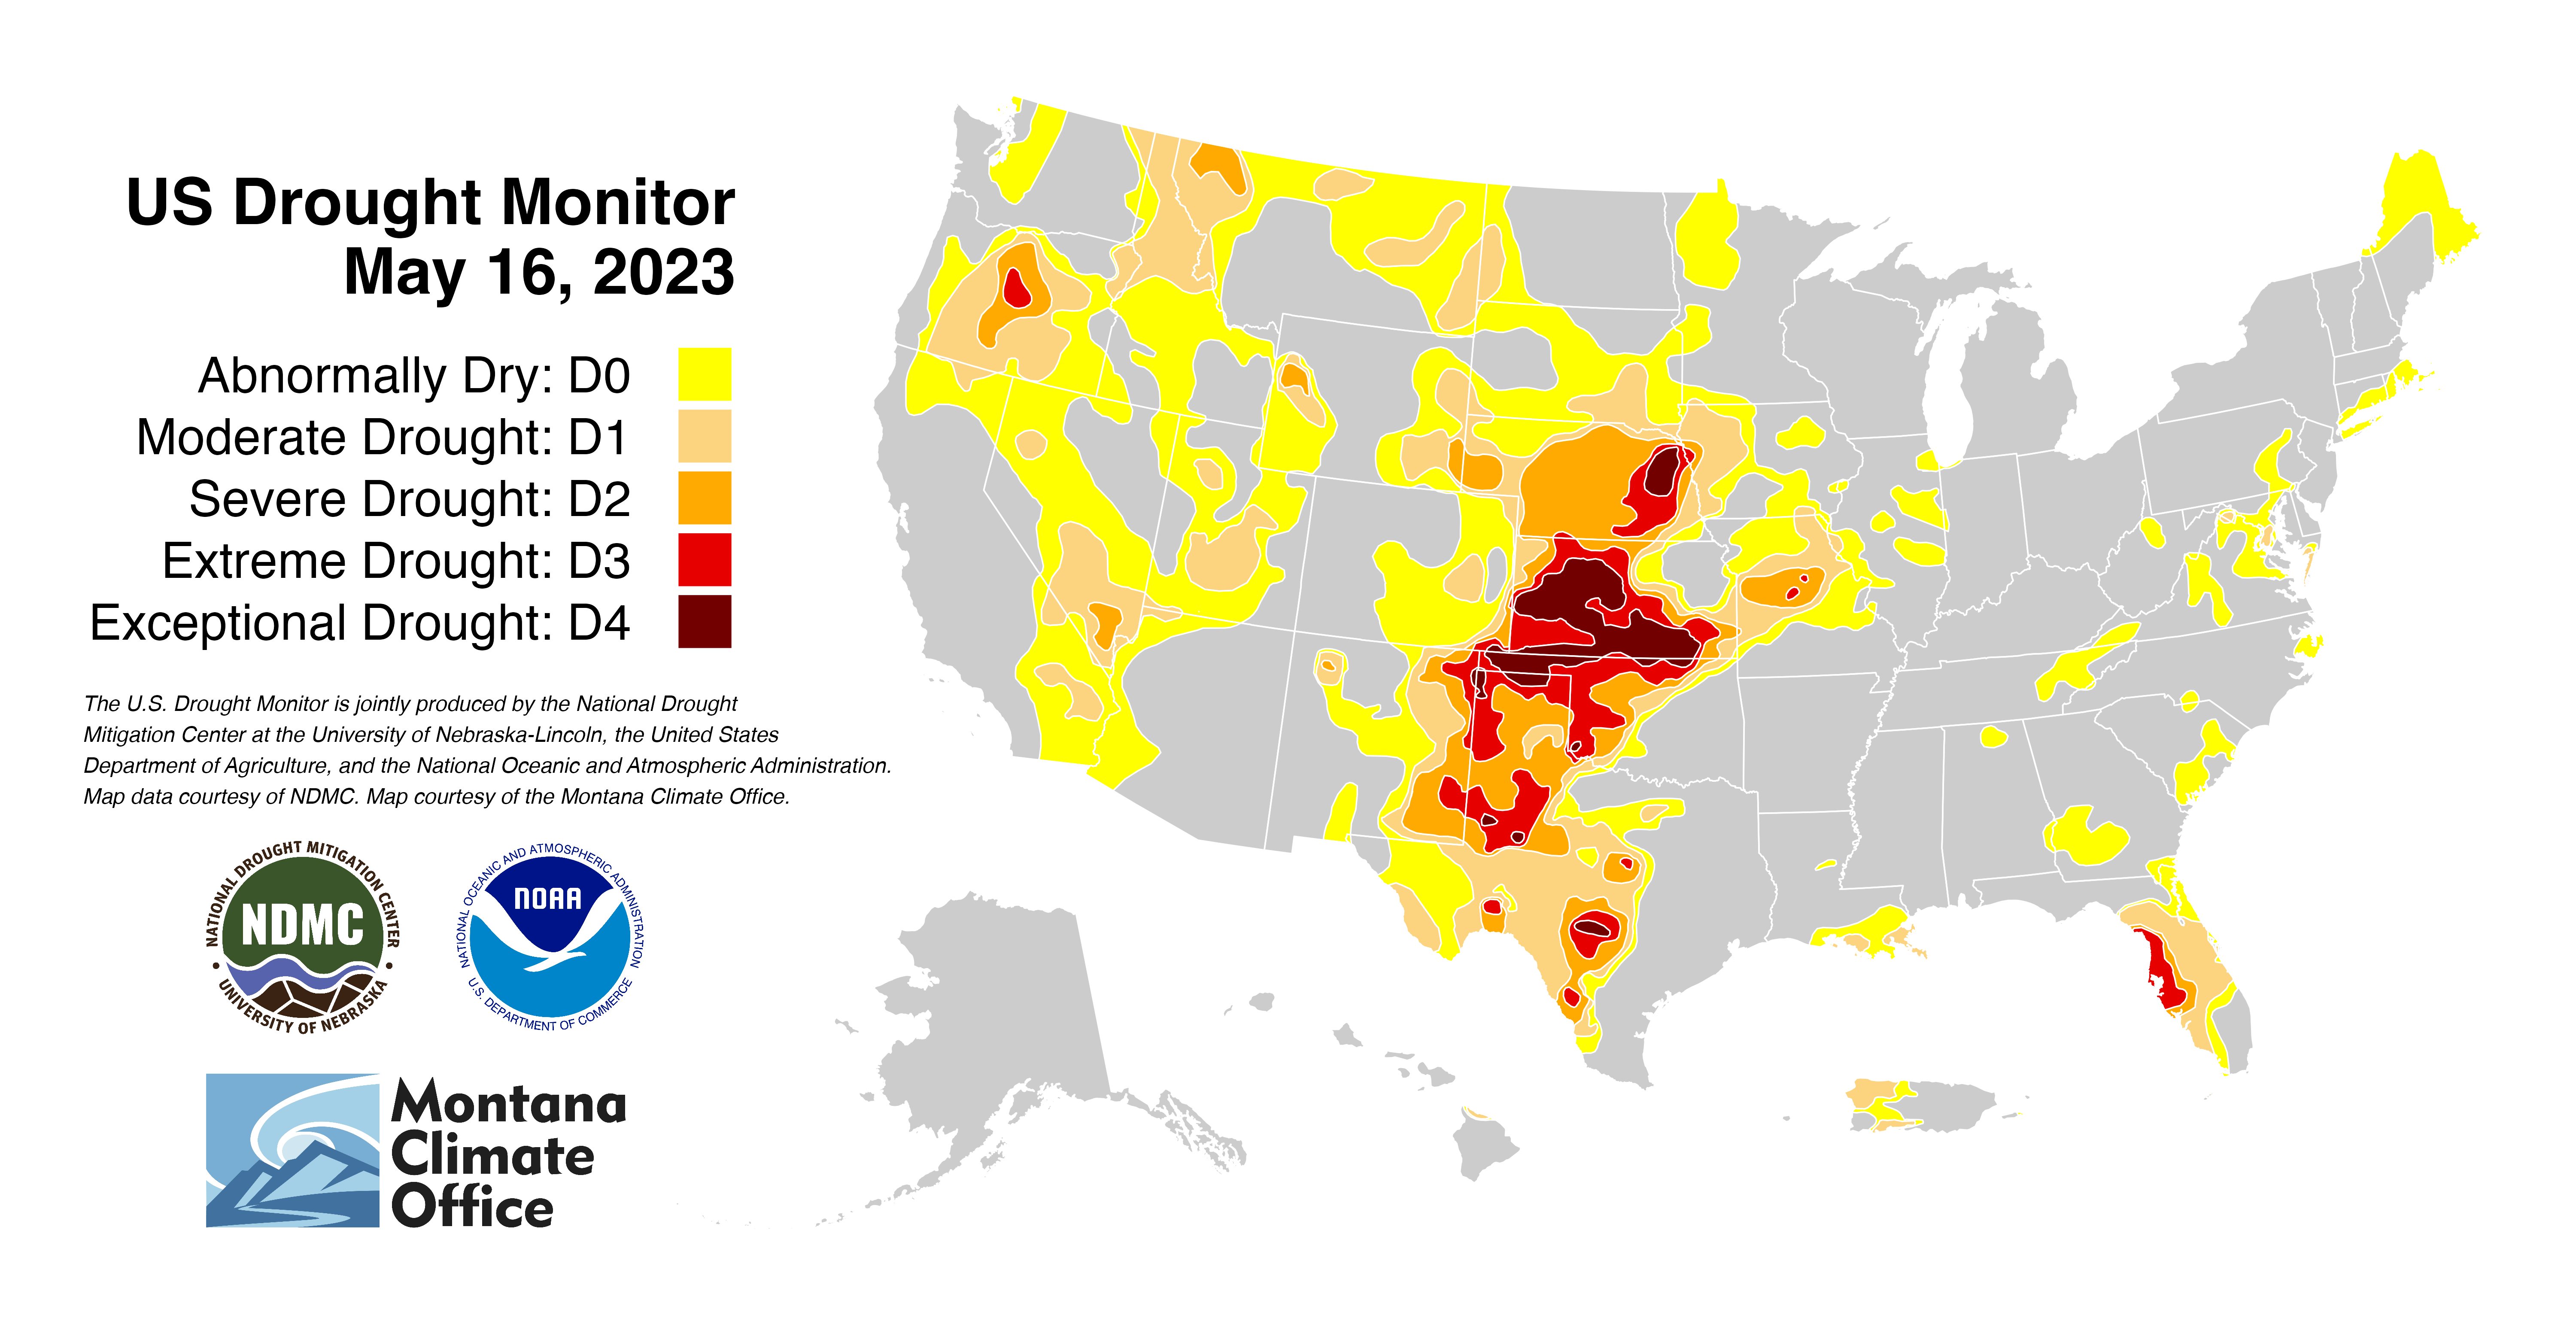 US Drought Monitor
May 16, 2023
Abnormally Dry: D0
Moderate Drought: D1
Severe Drought: D2
Extreme Drought: D3
Exceptional Drought: D4
The U.S. Drought Monitor is jointly produced by the National Drought
Mitigation Center at the University of Nebraska-Lincoln, the United States
Department of Agriculture, and the National Oceanic and Atmospheric Administration.
Map data courtesy of NDMC. Map courtesy of the Montana Climate Office.
NATIONAL DROUGHT MITIGATION CENTER
NDMC
UNIVERSITY OF NEBRASKA
NATIONAL OCEANIC AND ATMOSPHERIC ADMINISTRATION
NOAA
U.S. DEPARTMENT OF COMMERCE
Montana
Climate
Office